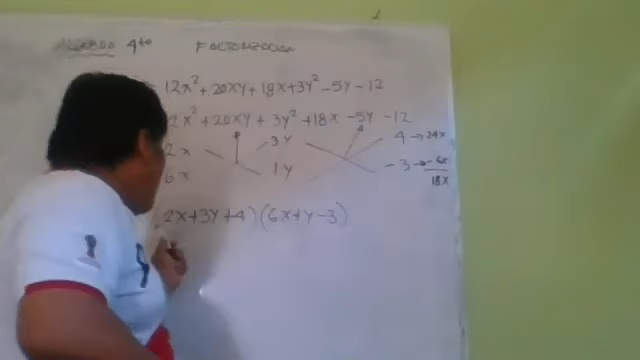 ALGEBRA 4to FACTORIZACION
12x² + 20xy + 18x + 3y² - 5y - 12
12x² + 20xy + 3y² + 18x - 5y - 12
2x 3y 4 → 24x
6x 1y - 3 → - 6x
18x
(2x+3y+4)(6x+y-3)